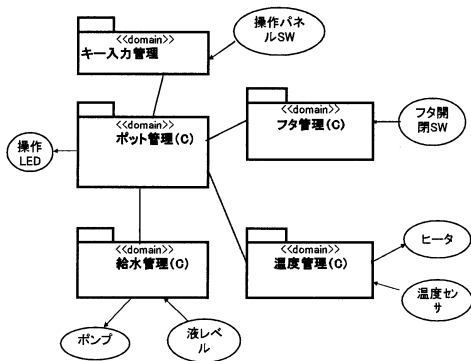 <<domain>>
キー入力管理
操作パネ
ルSW
<<domain>>
ポット管理(C)
<<domain>>
フタ管理(C)
フタ開
閉SW
操作
LED
<<domain>>
給水管理(C)
<<domain>>
温度管理(C)
ヒータ
温度セン
サ
ポンプ
液レベ
ル